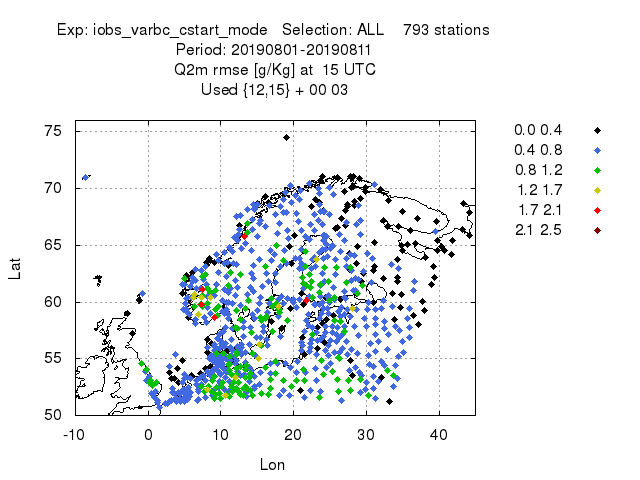 Exp: iobs_varbc_cstart_mode   Selection: ALL    793 stations
Period: 20190801-20190811
Q2m rmse [g/Kg] at  15 UTC
Used {12,15} + 00 03
75
70
65
60
55
50
-10 0 10 20 30 40
Lat
Lon
0.0 0.4
0.4 0.8
0.8 1.2
1.2 1.7
1.7 2.1
2.1 2.5